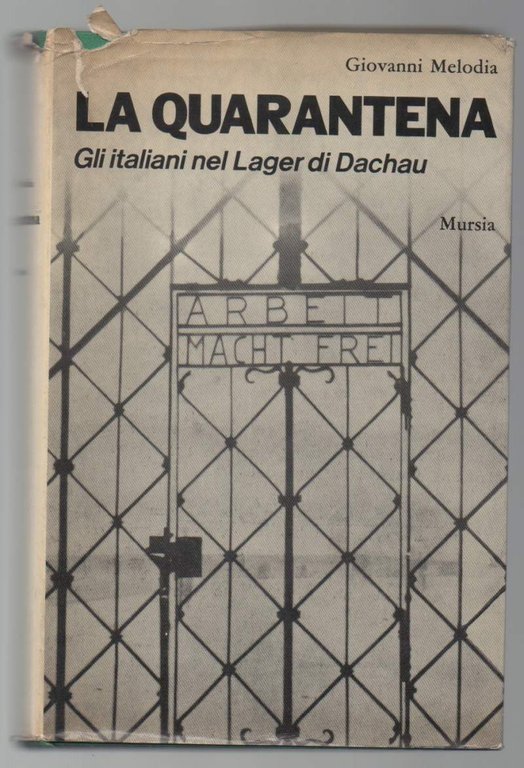 Giovanni Melodia
LA QUARANTENA
Gli italiani nel Lager di Dachau
Mursia
ARBEIT
MACHT FREI